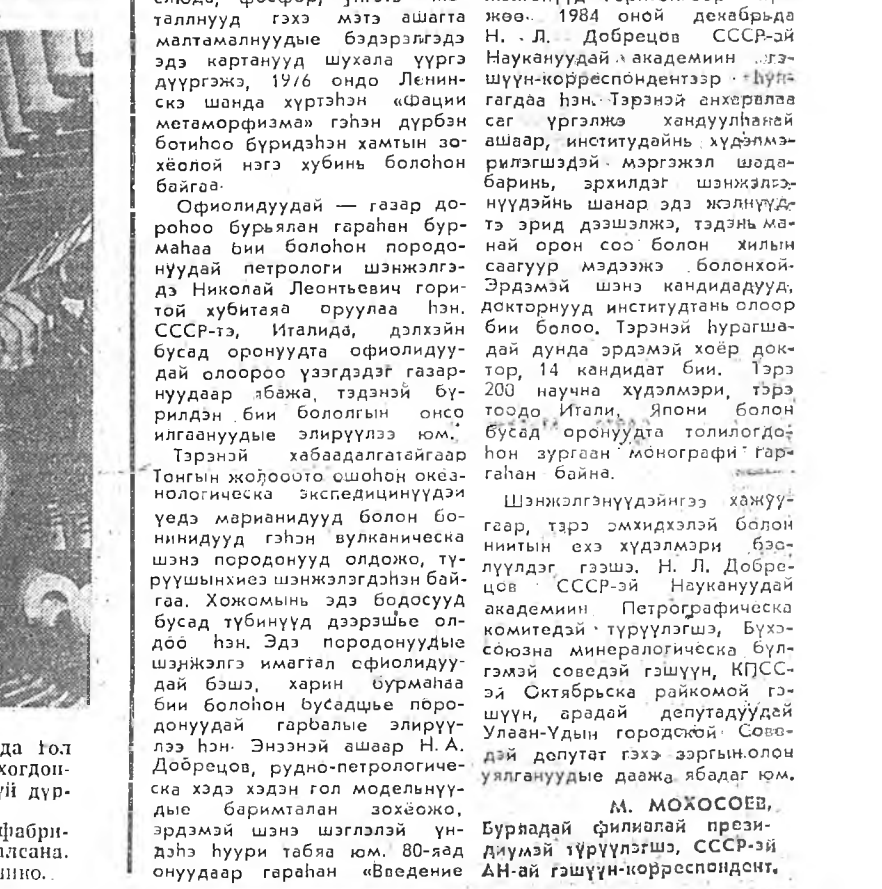 таллнууд гэхэ мэтэ ашагта
малтамалнуудые бэдэрэлгэдэ
эдэ картанууд шухала үүргэ
дүүргэжэ, 1976 ондо Ленин-
скэ шанда хүртэһэн «Фации
метаморфизма» гэһэн дүрбэн
ботиһоо бүридэһэн хамтын зо-
хёолой нэгэ хубинь болоһон
байгаа.
Офиолидуудай — газар до-
роһоо бурьялан гараһан бур-
маһаа бии болоһон породо-
нуудай петрологи шэнжэлгэ-
дэ Николай Леонтьевич гори-
той хубитаяа оруулаа һэн.
СССР-тэ, Италида, дэлхэйн
бусад оронуудта офиолидуу-
дай олоороо үзэгдэдэг газар-
нуудаар ябажа, тэдэнэй бү-
рилдэн бии бололгын онсо
илгаануудые элирүүлээ юм.
Тэрэнэй хабаадалгатайгаар
Тонгын жолоото ошоһон океа-
нологическа экспедицинүүдэй
үедэ марианидууд болон бо-
нинидууд гэһэн вулканическа
шэнэ породонууд олдожо, тү-
рүүшынхиеэ шэнжэлэгдэһэн бай-
гаа. Хожомынь эдэ бодосууд
бусад түбинүүд дээрэшье ол-
доо һэн. Эдэ породонуудые
шэнжэлгэ имагтал офиолидуу-
дай бэшэ, харин бурмаһаа
бии болоһон бусадшье поро-
донуудай гарбалые элирүү-
лээ һэн. Энээнэй ашаар Н. А.
Добрецов, рудно-петрологиче-
ска хэдэ хэдэн гол модельнүү-
дые баримталан зохёожо,
эрдэмэй шэнэ шэглэлэй үн-
дэһэ һуури табяа юм. 80-яад
онуудаар гараһан «Введение
жөө. 1984 оной декабрьда
Н. Л. Добрецов СССР-эй
Наукануудай академиин гэ-
шүүн-корреспондентээр һун-
гагдаа һэн. Тэрэнэй анхаралаа
саг үргэлжэ хандуулһанай
ашаар, институдайнь хүдэлмэ-
рилэгшэдэй мэргэжэл шада-
баринь, эрхилдэг шэнжэлгэ-
нүүдэйнь шанар эдэ жэлнүүд-
тэ эрид дээшэлжэ, тэдэнь ма-
най орон соо болон хилын
саагуур мэдээжэ болонхой.
Эрдэмэй шэнэ кандидадууд,
докторнууд институдтань олоор
бии болоо. Тэрэнэй һурагша-
дай дунда эрдэмэй хоёр док-
тор, 14 кандидат бии. Тэрэ
200 научна хүдэлмэри, тэрэ
тоодо Итали, Япони болон
бусад оронуудта толилогдо-
һон зургаан монографи гар-
гаһан байна.
Шэнжэлгэнүүдэйнгээ хажуу-
гаар, тэрэ эмхидхэлэй болон
ниитын ехэ хүдэлмэри бэе-
лүүлдэг гээшэ. Н. Л. Добре-
цов СССР-эй Наукануудай
академиин Петрографическа
комитедэй түрүүлэгшэ, Бүхэ-
союзна минералогическа бүл-
гэмэй соведэй гэшүүн, КПСС-
эй Октябрьска райкомой гэ-
шүүн, арадай депутадуудай
Улаан-Үдын городской Сове-
дэй депутат гэхэ зэргын олон
уялгануудые даажа ябадаг юм.
М. МОХОСОЕВ,
Буряадай филиалай прези-
диумэй түрүүлэгшэ, СССР-эй
АН-ай гэшүүн-корреспондент.